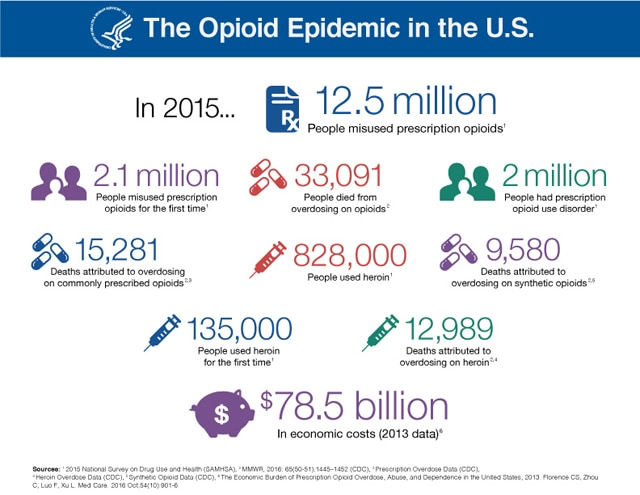 The Opioid Epidemic in the U.S.
In 2015...
Rx
12.5 million
People misused prescription opioids¹
2.1 million
People misused prescription
opioids for the first time¹
33,091
People died from
overdosing on opioids²
2 million
People had prescription
opioid use disorder¹
15,281
Deaths attributed to overdosing
on commonly prescribed opioids²,³
828,000
People used heroin¹
9,580
Deaths attributed to
overdosing on synthetic opioids²,⁵
135,000
People used heroin
for the first time¹
12,989
Deaths attributed to
overdosing on heroin²,⁴
$
$78.5 billion
In economic costs (2013 data)⁶
Sources: ¹ 2015 National Survey on Drug Use and Health (SAMHSA), ² MMWR, 2016; 65(50-51);1445–1452 (CDC), ³ Prescription Overdose Data (CDC),
⁴ Heroin Overdose Data (CDC), ⁵ Synthetic Opioid Data (CDC), ⁶ The Economic Burden of Prescription Opioid Overdose, Abuse, and Dependence in the United States, 2013. Florence CS, Zhou
C, Luo F, Xu L. Med Care. 2016 Oct;54(10):901-6